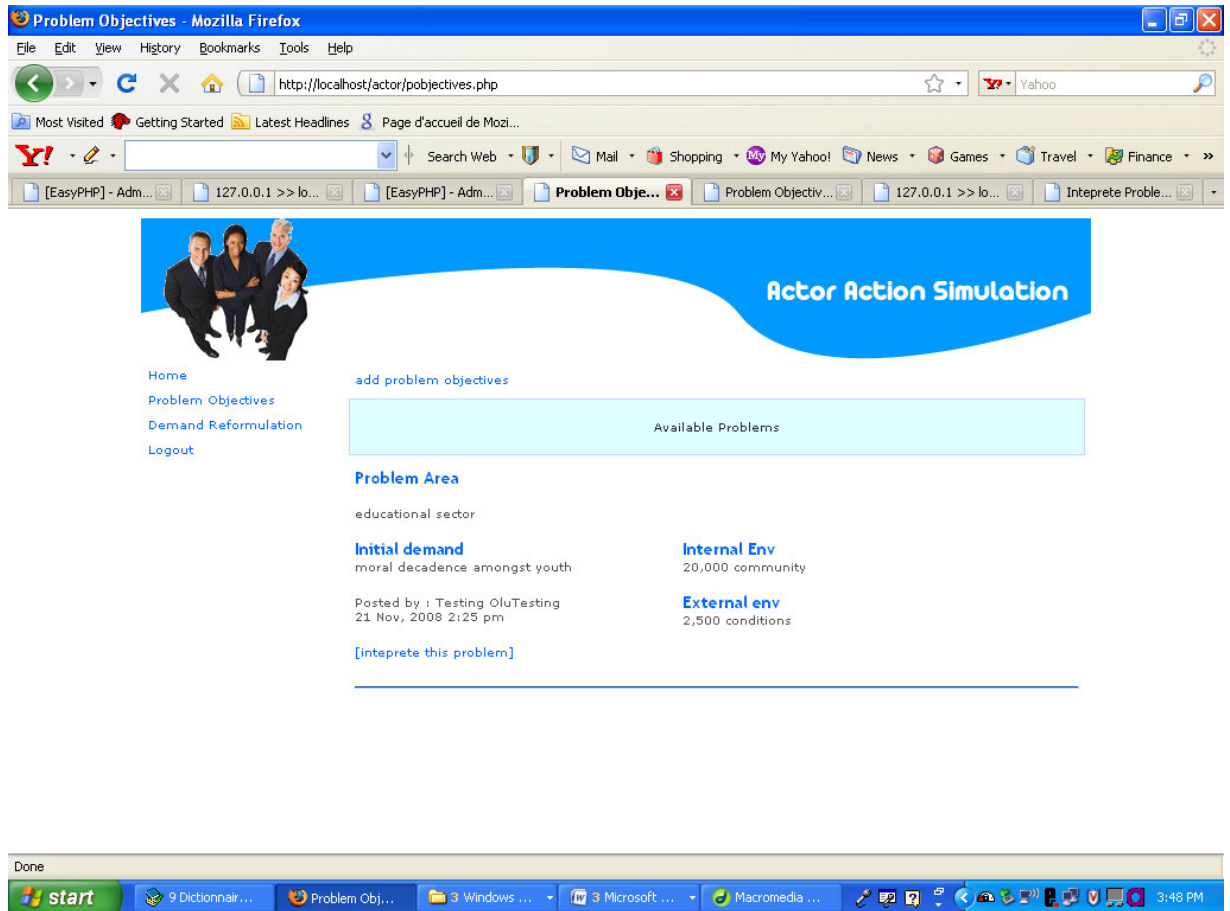 Problem Objectives - Mozilla Firefox
File Edit View History Bookmarks Tools Help
http://localhost/actor/pobjectives.php Yahoo
Most Visited Getting Started Latest Headlines Page d'accueil de Mozi...
Y! Search Web Mail Shopping My Yahoo! News Games Travel Finance »
[EasyPHP] - Adm... 127.0.0.1 >> lo... [EasyPHP] - Adm... Problem Obje... Problem Objectiv... 127.0.0.1 >> lo... Inteprete Proble...
Actor Action Simulation
Home
Problem Objectives
Demand Reformulation
Logout
add problem objectives
Available Problems
Problem Area
educational sector
Initial demand
moral decadence amongst youth
Posted by : Testing OluTesting
21 Nov, 2008 2:25 pm
[inteprete this problem]
Internal Env
20,000 community
External env
2,500 conditions
Done
start 9 Dictionnair... Problem Obj... 3 Windows ... 3 Microsoft ... Macromedia ... 3:48 PM